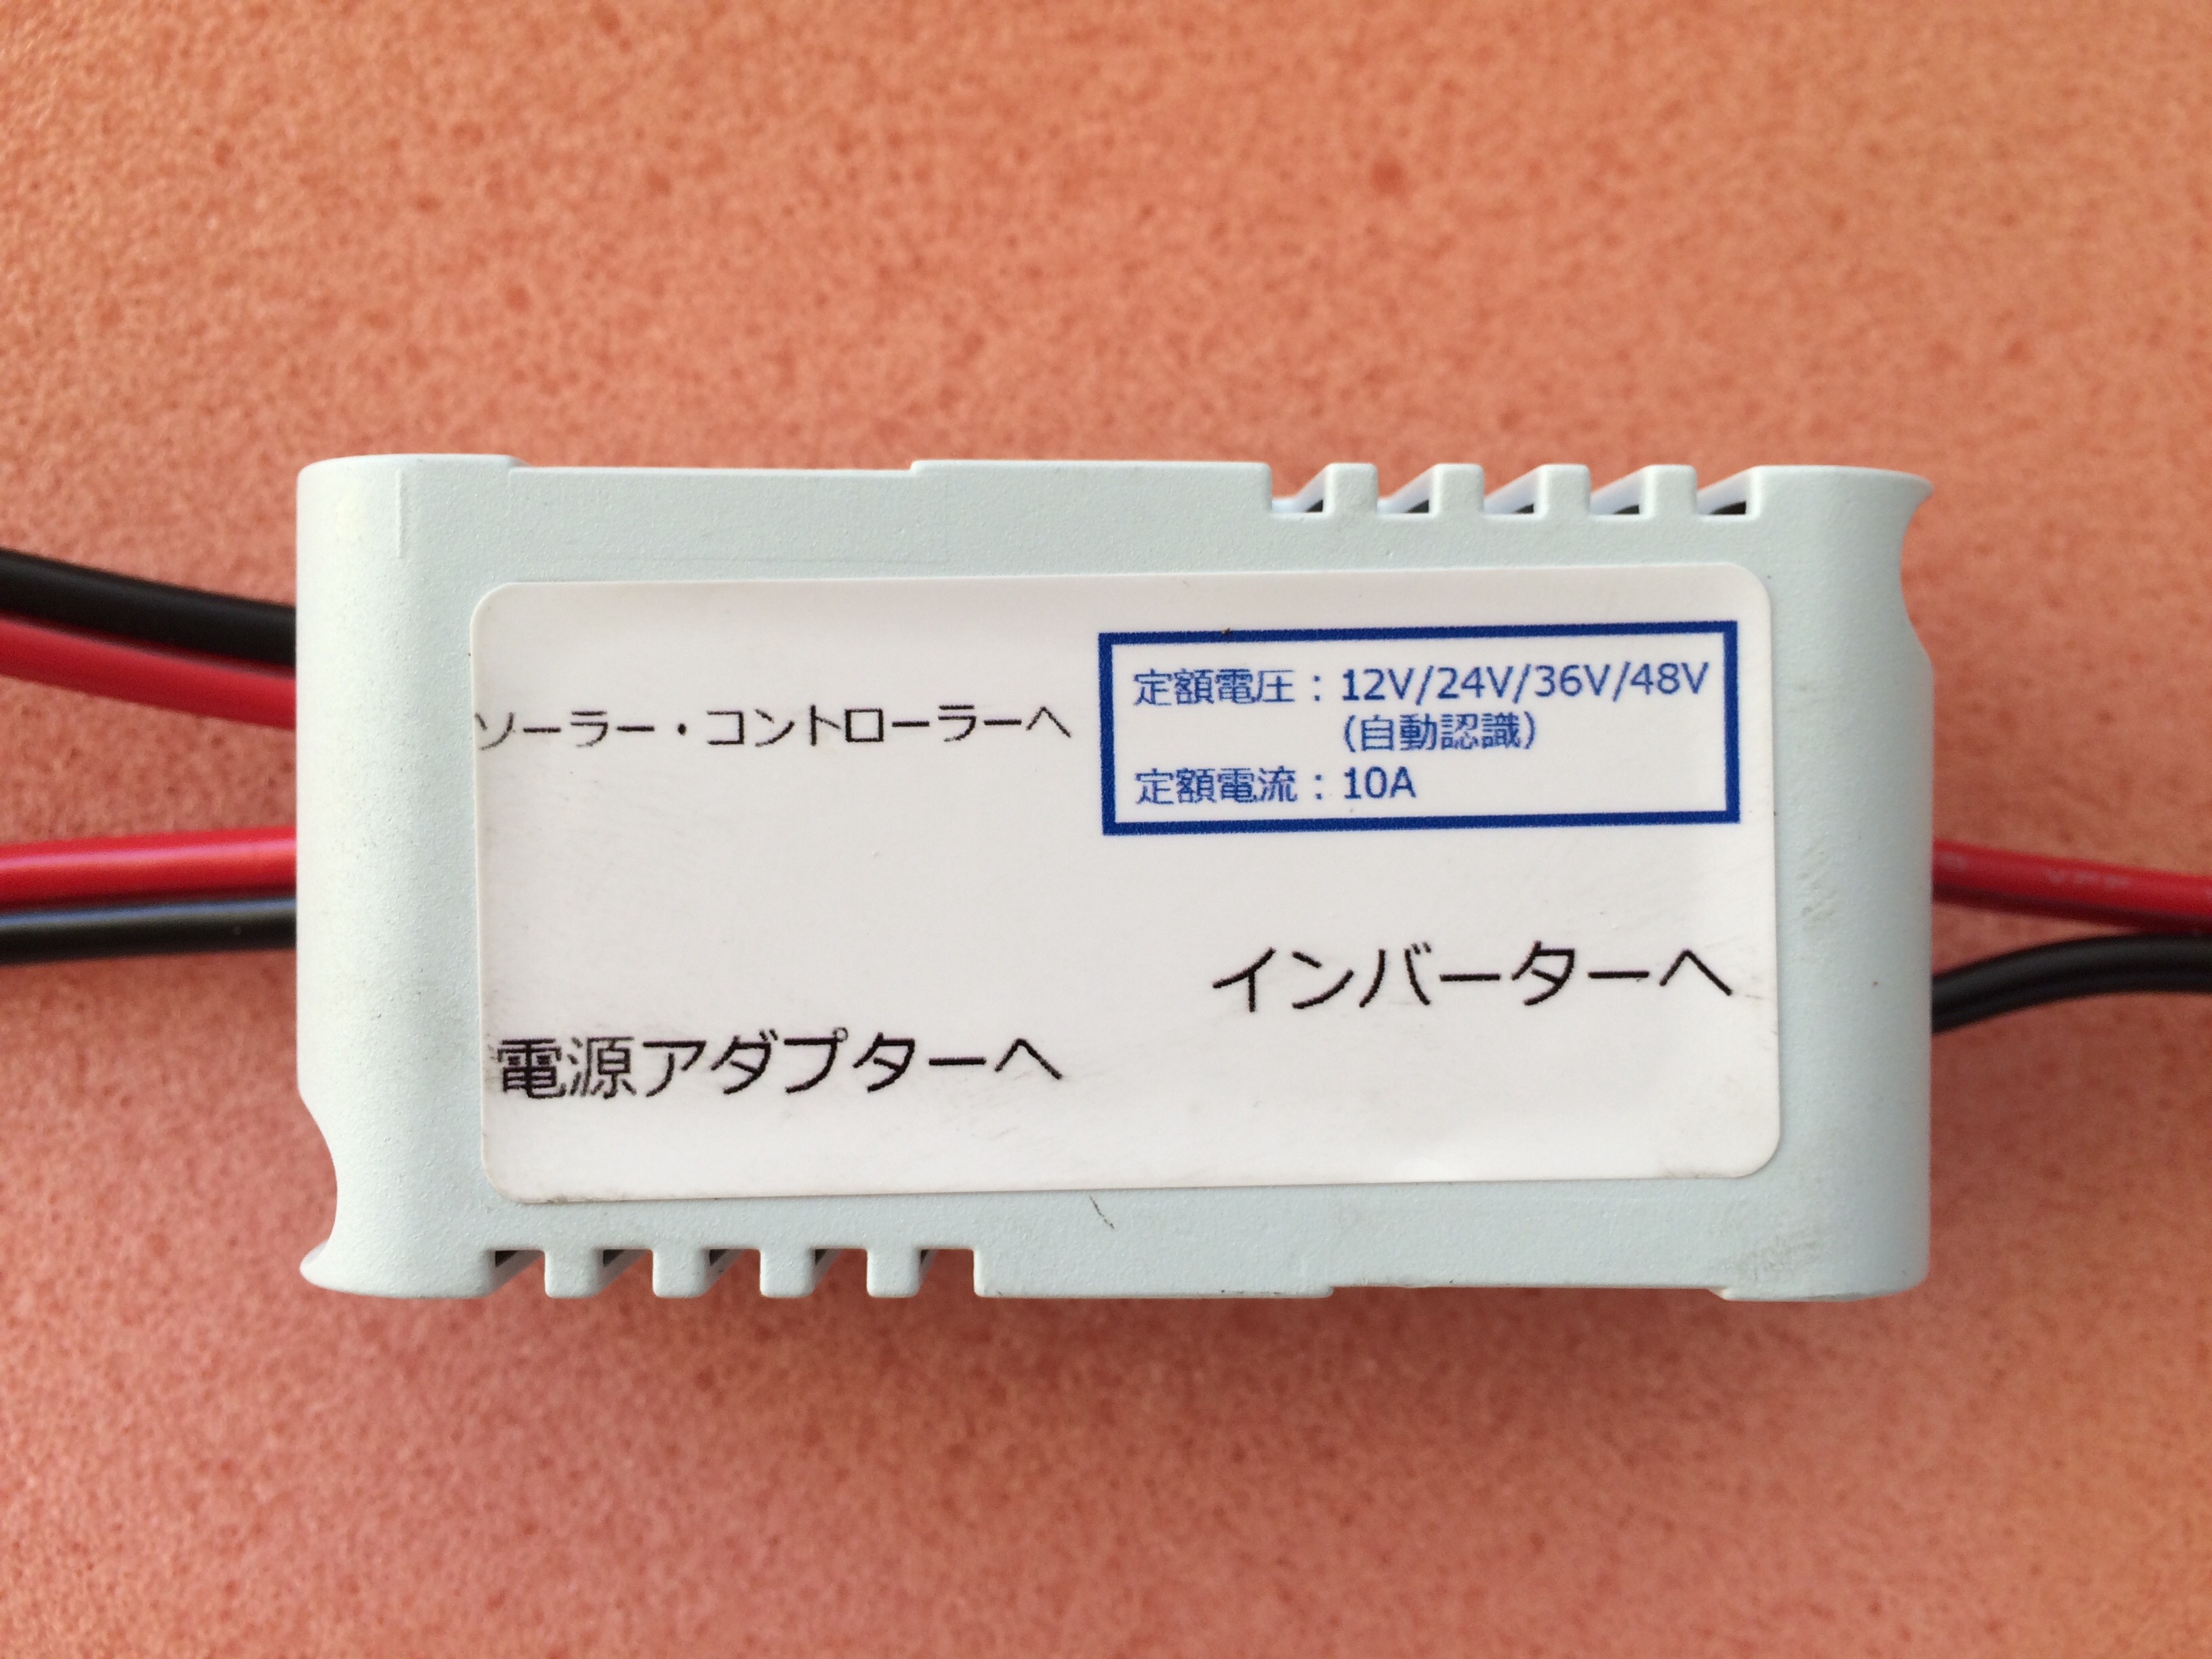 ソーラー・コントローラーへ
定額電圧：12V/24V/36V/48V
(自動認識)
定額電流：10A
インバーターへ
電源アダプターへ